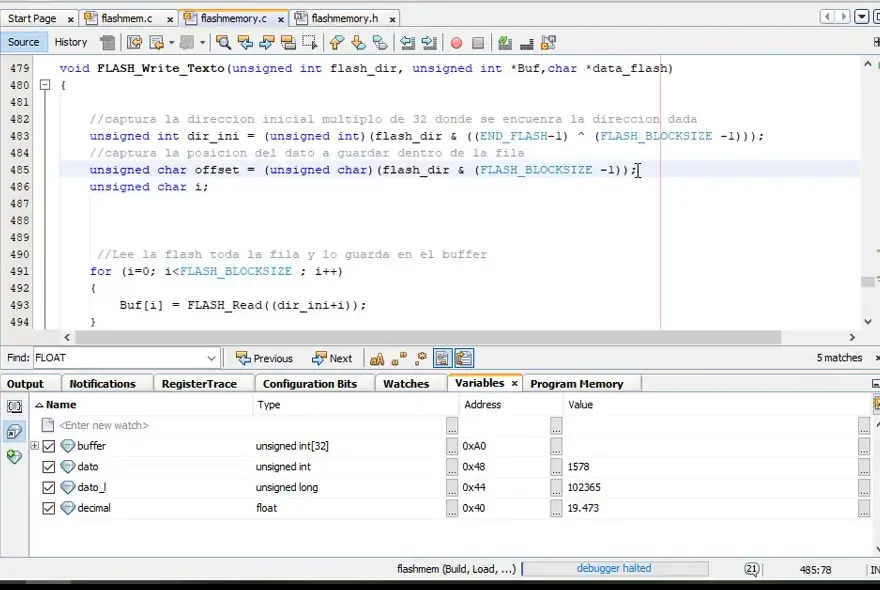 Start Page × flashmem.c × flashmemory.c × flashmemory.h ×
Source History
479 void FLASH_Write_Texto(unsigned int flash_dir, unsigned int *Buf,char *data_flash)
480 {
481
482 //captura la direccion inicial multiplo de 32 donde se encuenra la direccion dada
483 unsigned int dir_ini = (unsigned int)(flash_dir & ((END_FLASH-1) ^ (FLASH_BLOCKSIZE -1)));
484 //captura la posicion del dato a guardar dentro de la fila
485 unsigned char offset = (unsigned char)(flash_dir & (FLASH_BLOCKSIZE -1));
486 unsigned char i;
487
488
489
490 //Lee la flash toda la fila y lo guarda en el buffer
491 for (i=0; i<FLASH_BLOCKSIZE ; i++)
492 {
493 Buf[i] = FLASH_Read((dir_ini+i));
494 }
Find: FLOAT Previous Next 5 matches
Output Notifications RegisterTrace Configuration Bits Watches Variables × Program Memory
Name Type Address Value
<Enter new watch>
buffer unsigned int[32] 0xA0
dato unsigned int 0x48 1578
dato_l unsigned long 0x44 102365
decimal float 0x40 19.473
flashmem (Build, Load, ...) debugger halted 21 485:78 IN